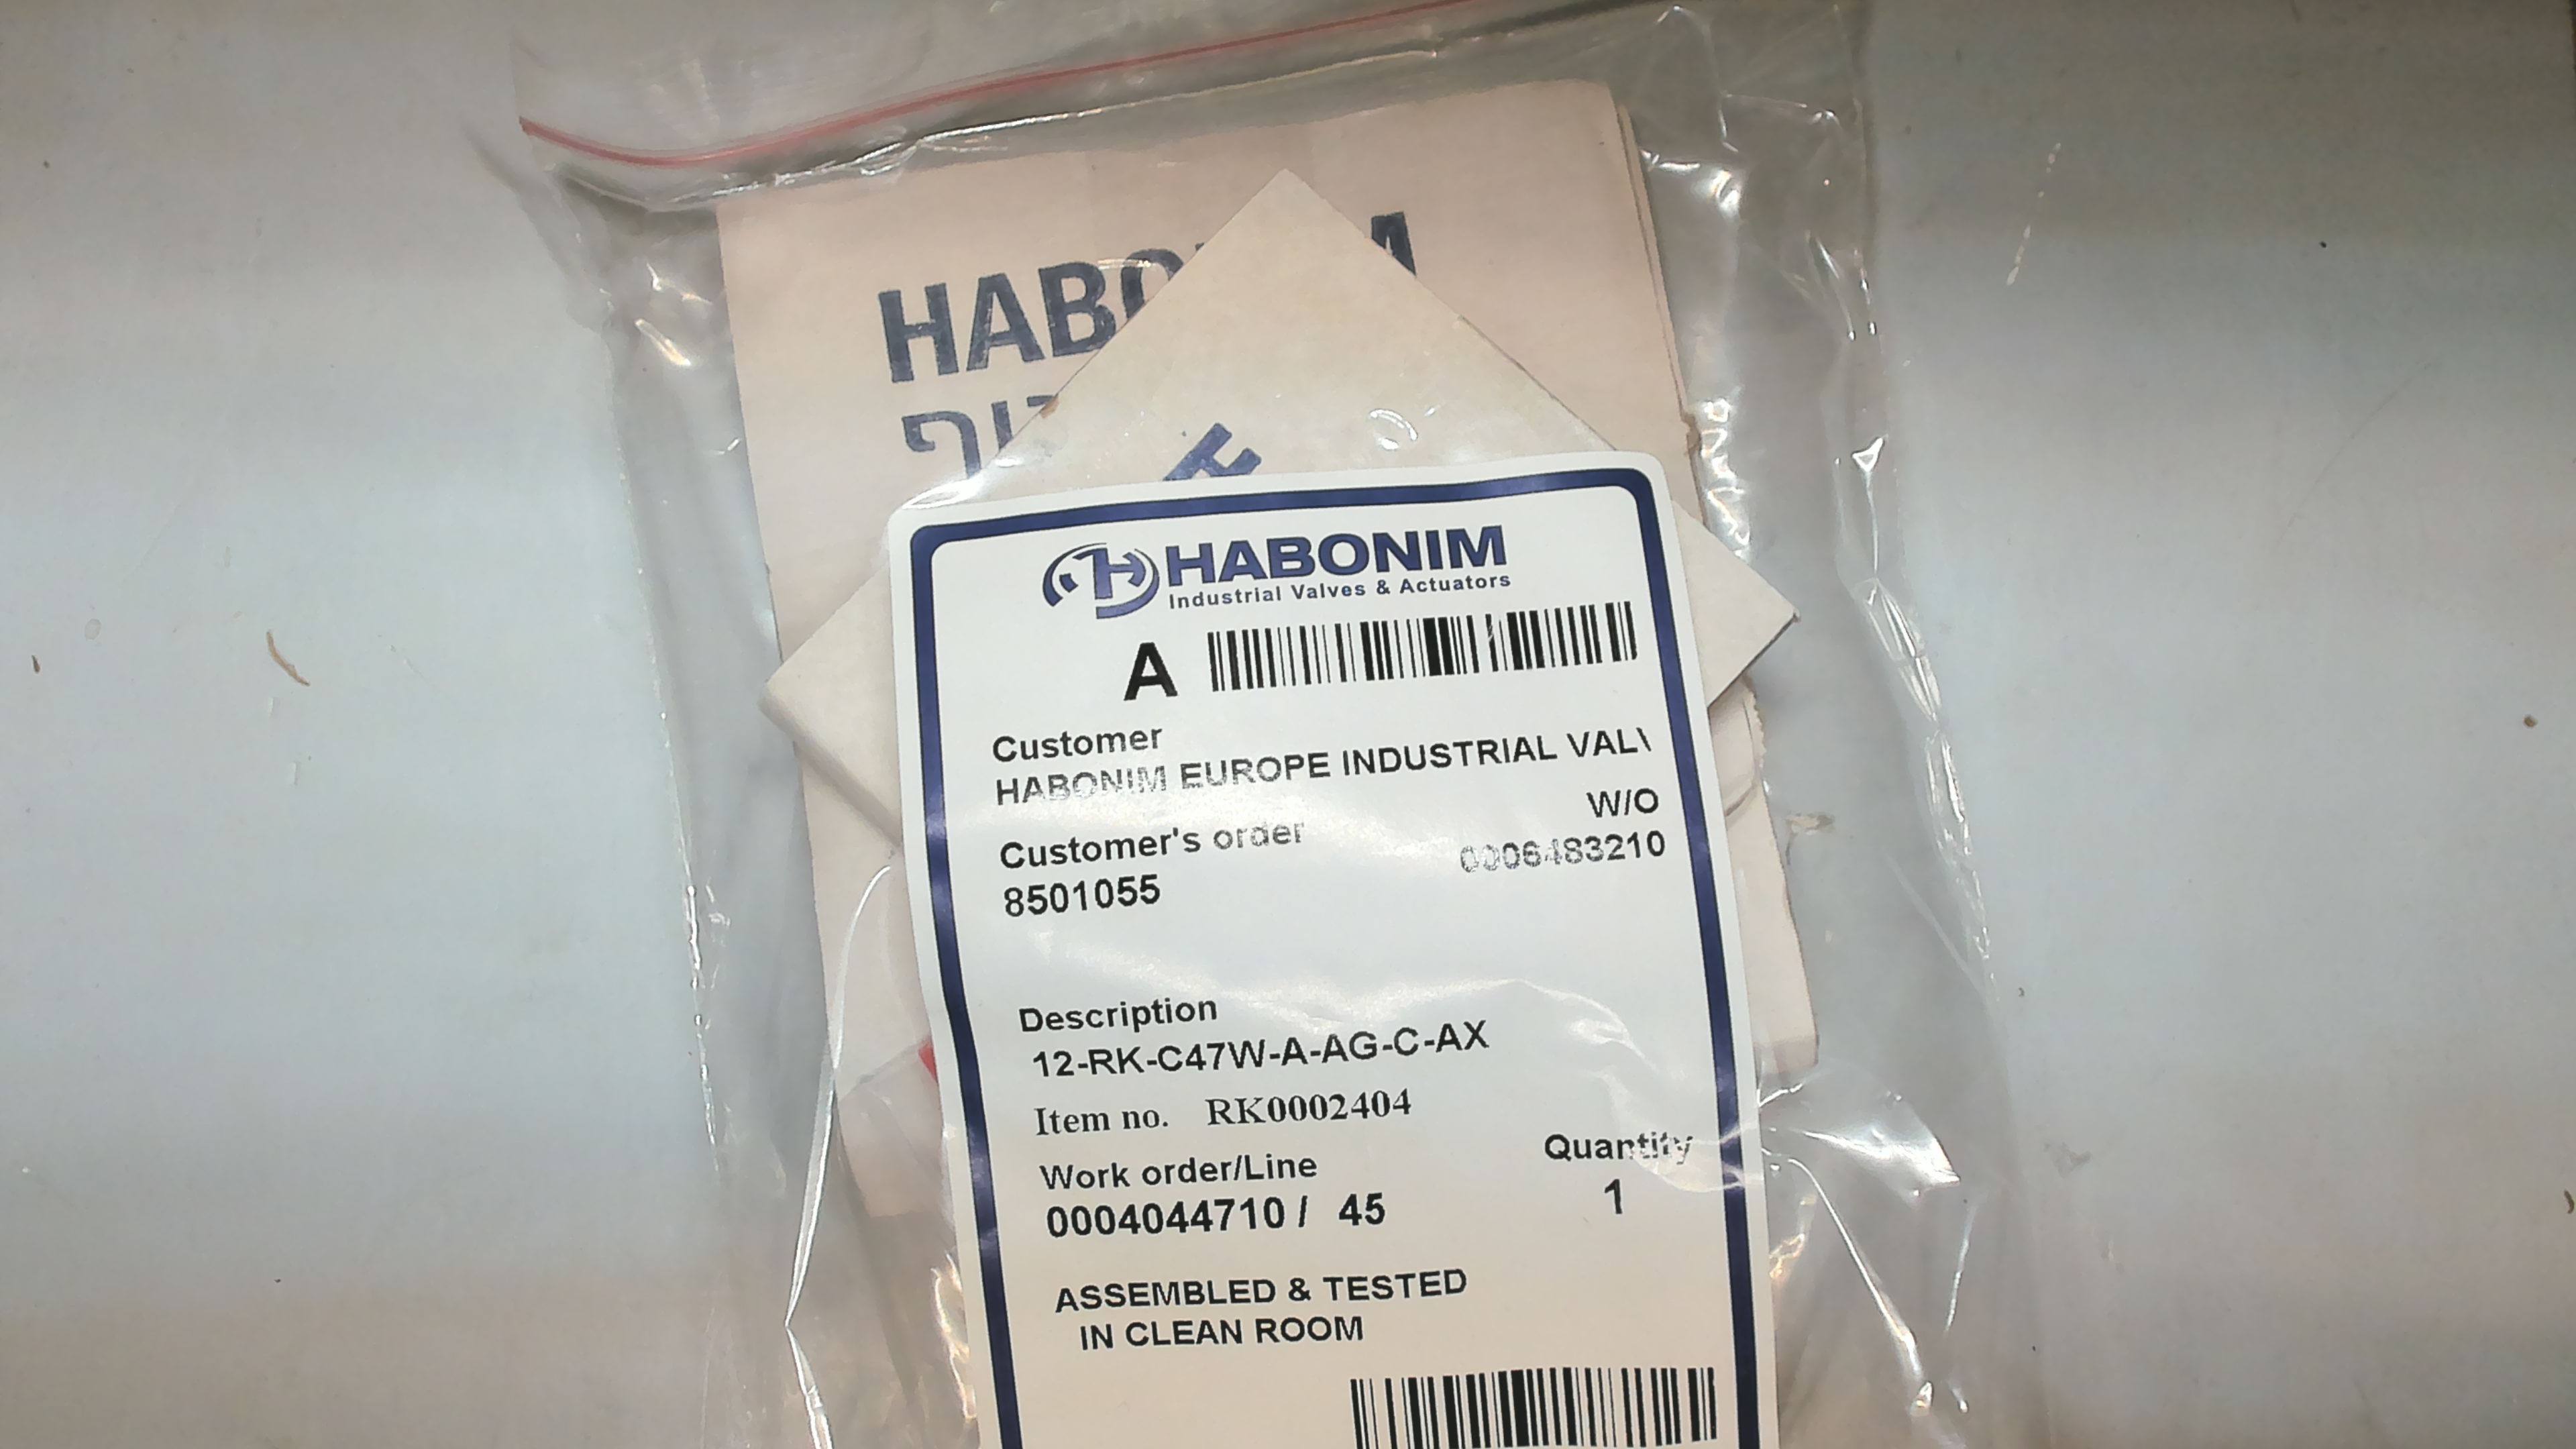 HABO M
HABONIM
Industrial Valves & Actuators
A
Customer
HABONIM EUROPE INDUSTRIAL VAL\
W/O
Customer's order
0006483210
8501055
Description
12-RK-C47W-A-AG-C-AX
Item no. RK0002404
Work order/Line
Quantity
0004044710 / 45
1
ASSEMBLED & TESTED
IN CLEAN ROOM